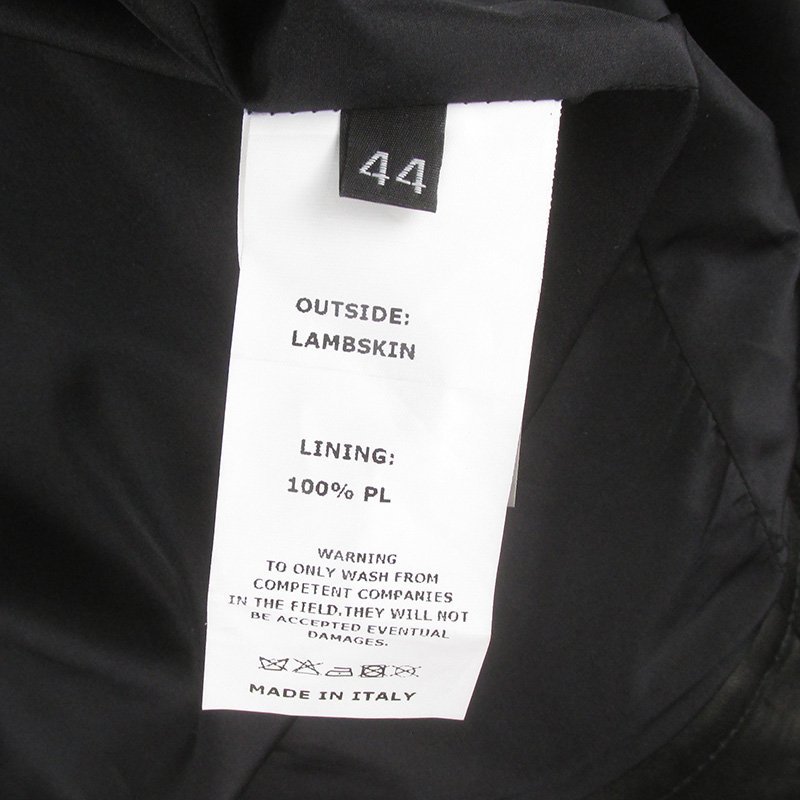 44
OUTSIDE:
LAMBSKIN
LINING:
100% PL
WARNING
TO ONLY WASH FROM
COMPETENT COMPANIES
IN THE FIELD.THEY WILL NOT
BE ACCEPTED EVENTUAL
DAMAGES.
MADE IN ITALY